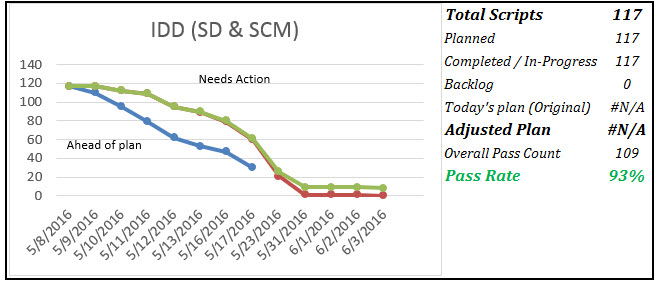 IDD (SD & SCM)
140
120
100
80
60
40
20
0
Needs Action
Ahead of plan
5/8/2016
5/9/2016
5/10/2016
5/11/2016
5/12/2016
5/13/2016
5/16/2016
5/17/2016
5/23/2016
5/31/2016
6/1/2016
6/2/2016
6/3/2016
Total Scripts 117
Planned 117
Completed / In-Progress 117
Backlog 0
Today's plan (Original) #N/A
Adjusted Plan #N/A
Overall Pass Count 109
Pass Rate 93%